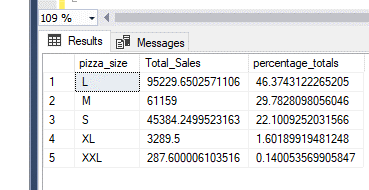 109 %
Results Messages
pizza_size Total_Sales percentage_totals
1 L 95229.6502571106 46.3743122265205
2 M 61159 29.7828098056046
3 S 45384.2499523163 22.1009252031566
4 XL 3289.5 1.60189919481248
5 XXL 287.600006103516 0.140053569905847